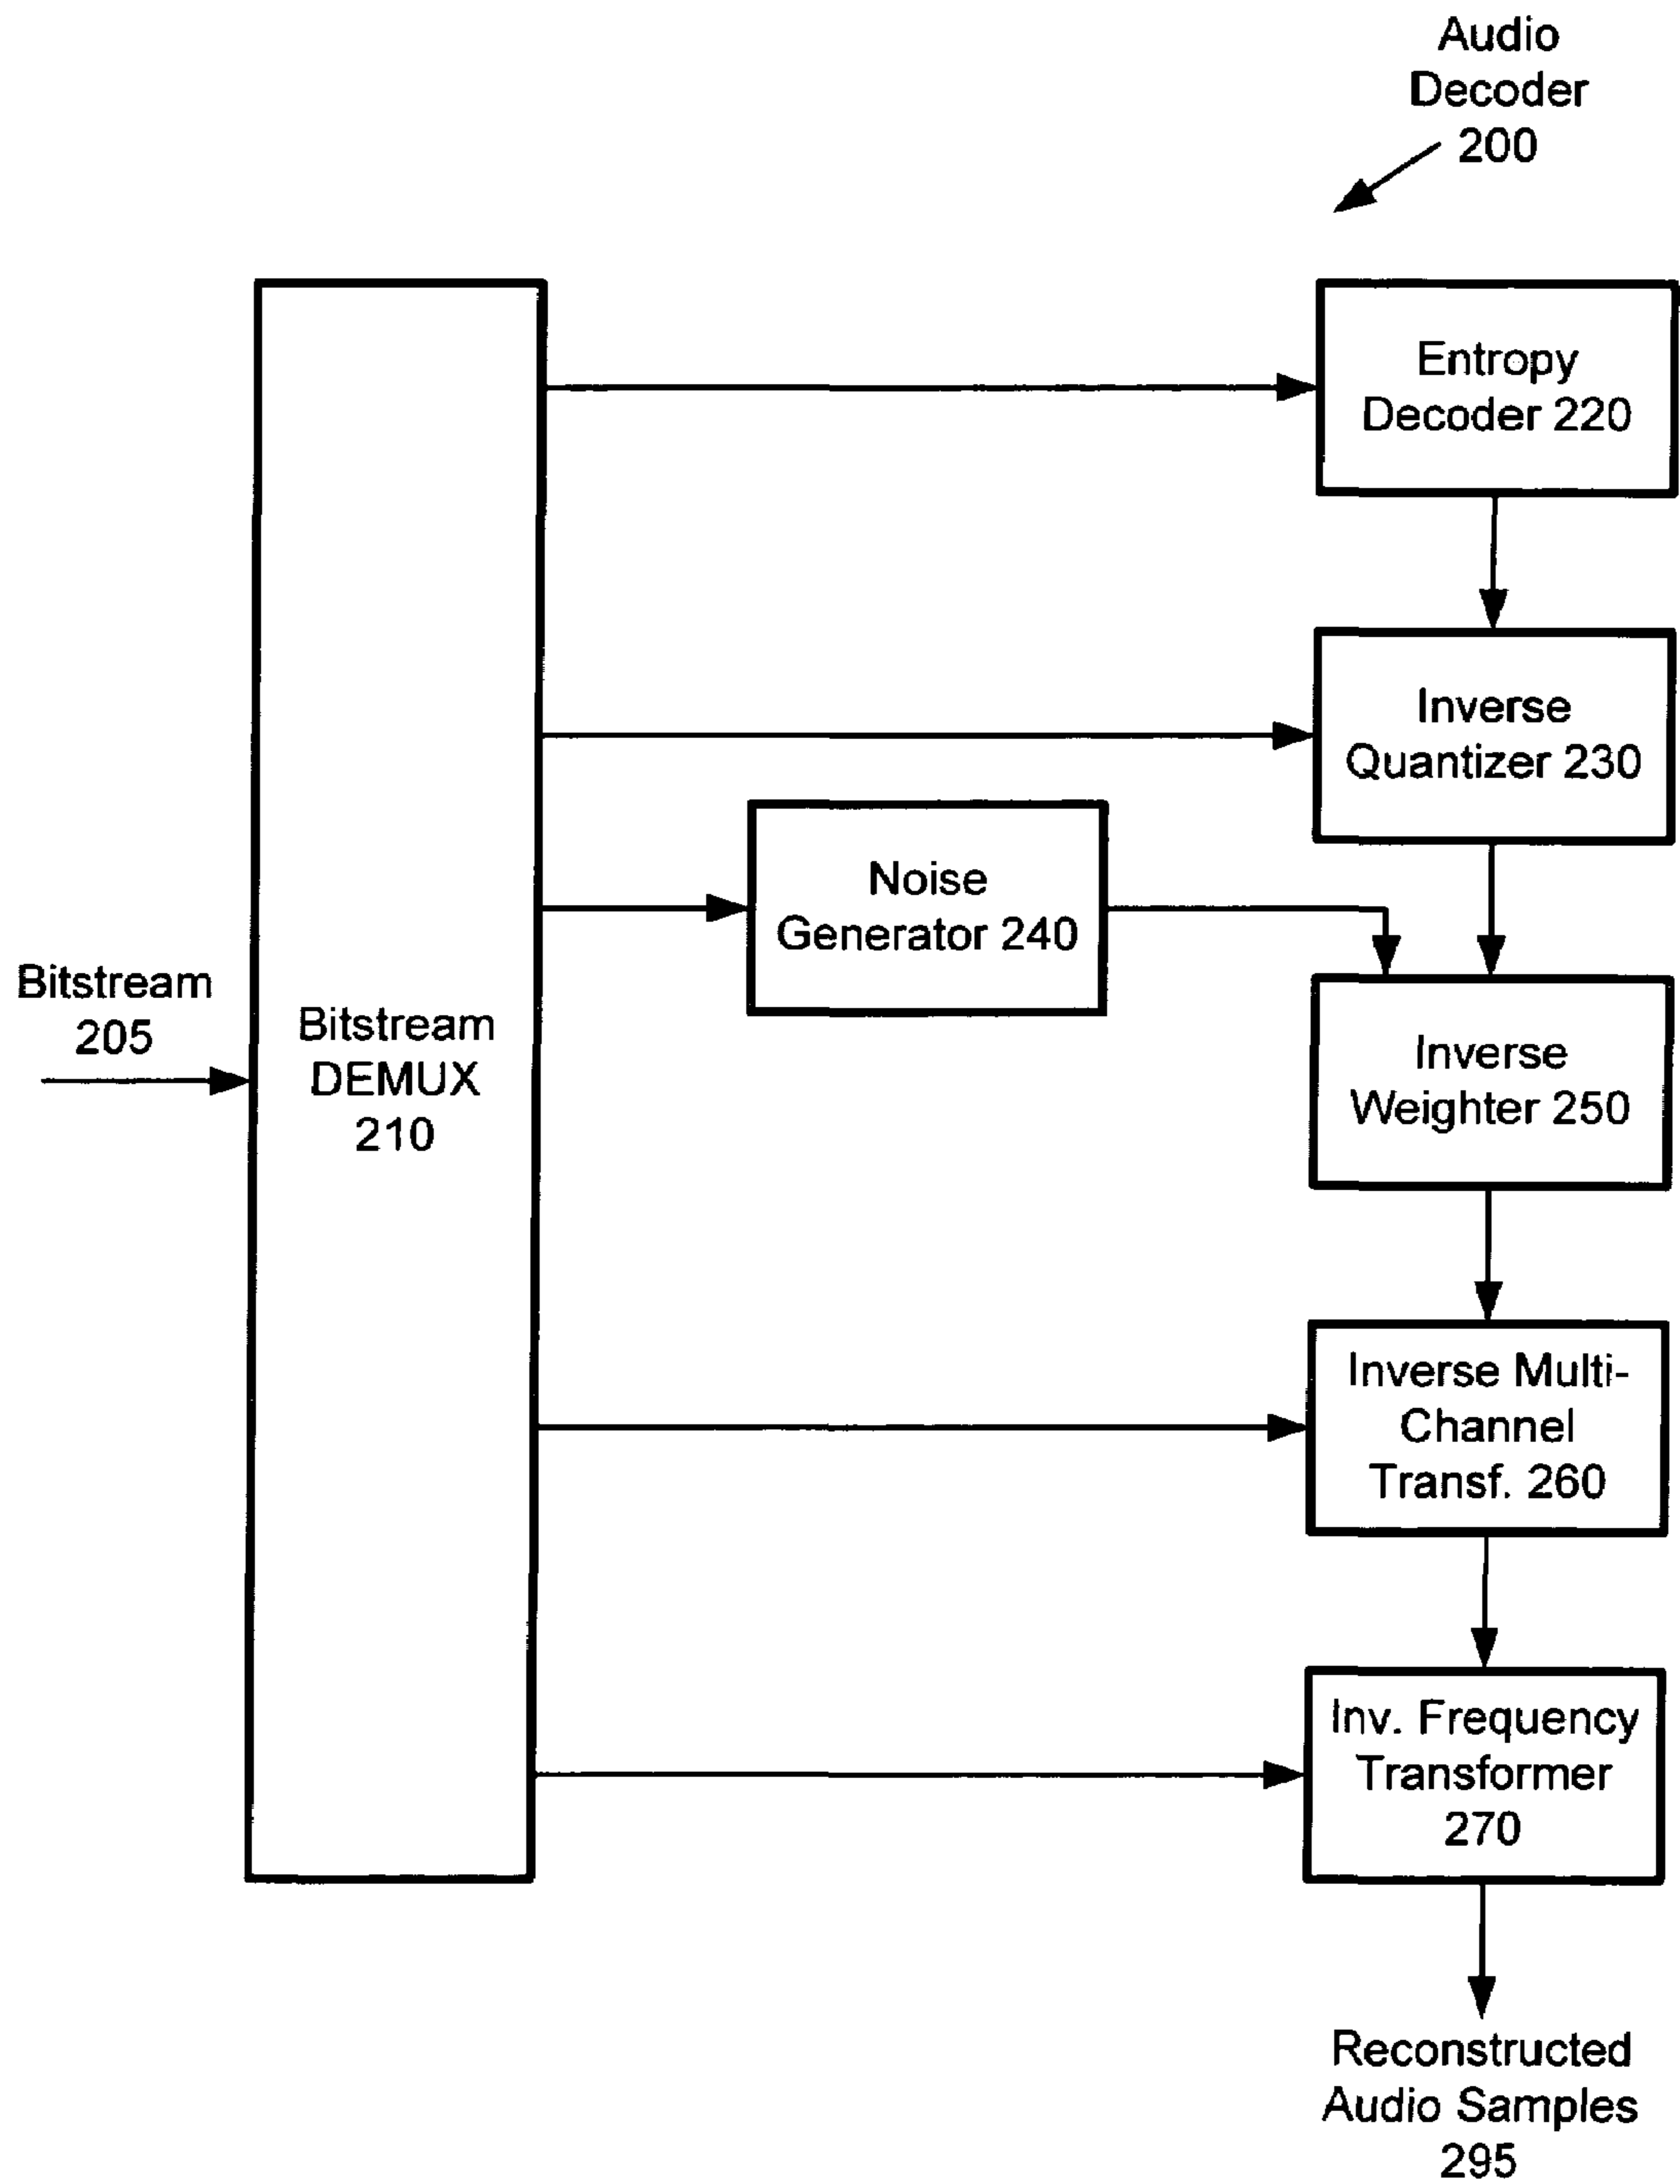 Audio
Decoder
200
Entropy
Decoder 220
Inverse
Quantizer 230
Noise
Generator 240
Bitstream
205
Bitstream
DEMUX
210
Inverse
Weighter 250
Inverse Multi-
Channel
Transf. 260
Inv. Frequency
Transformer
270
Reconstructed
Audio Samples
295